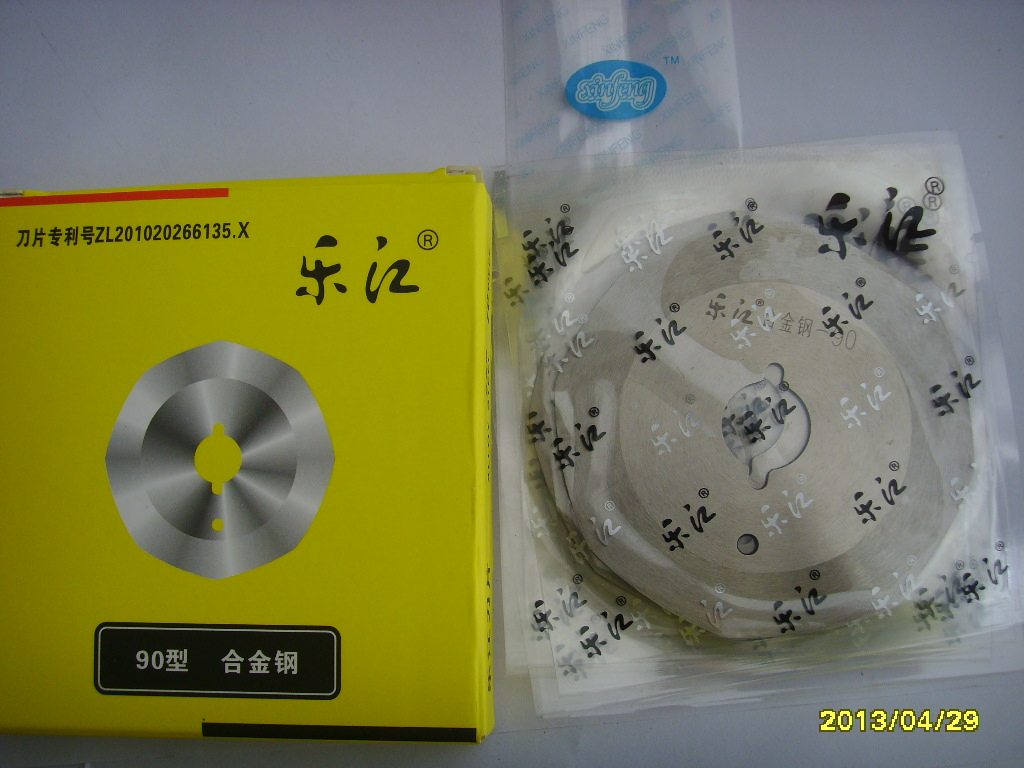 xinfeng TM
刀片专利号ZL201020266135.X
乐江®
90型 合金钢
乐江®
合金钢-90
2013/04/29